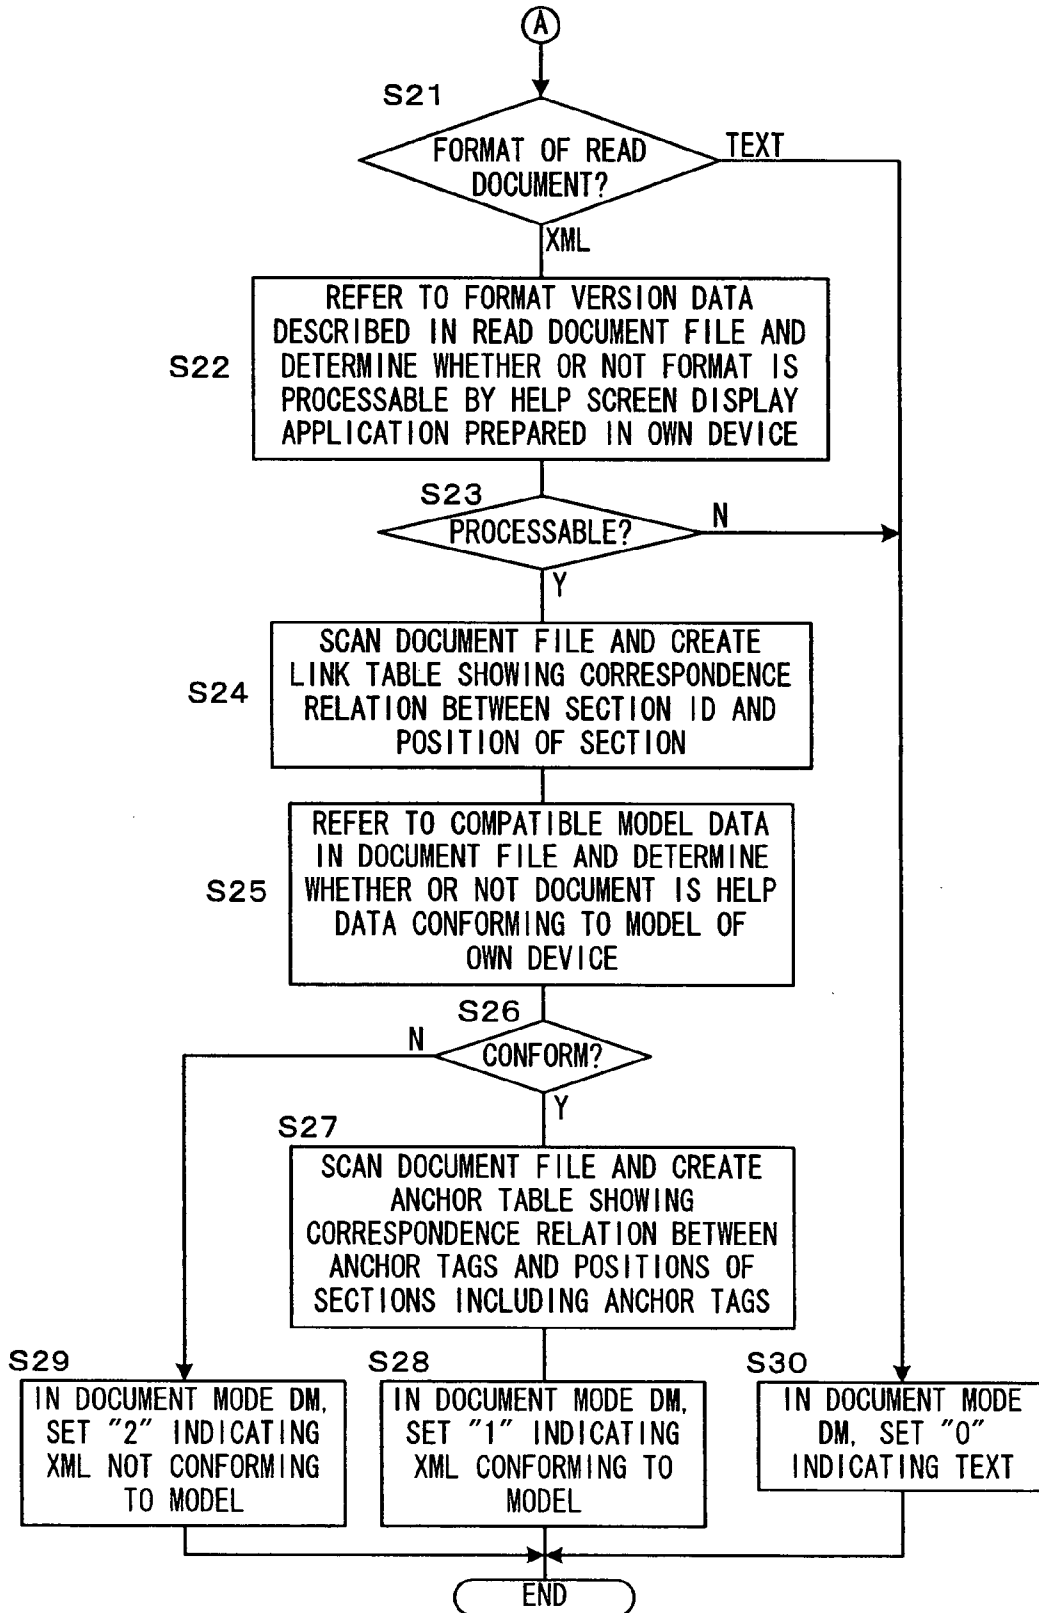 A
S21
FORMAT OF READ
DOCUMENT?
TEXT
XML
S22
REFER TO FORMAT VERSION DATA
DESCRIBED IN READ DOCUMENT FILE AND
DETERMINE WHETHER OR NOT FORMAT IS
PROCESSABLE BY HELP SCREEN DISPLAY
APPLICATION PREPARED IN OWN DEVICE
S23
PROCESSABLE?
N
Y
S24
SCAN DOCUMENT FILE AND CREATE
LINK TABLE SHOWING CORRESPONDENCE
RELATION BETWEEN SECTION ID AND
POSITION OF SECTION
S25
REFER TO COMPATIBLE MODEL DATA
IN DOCUMENT FILE AND DETERMINE
WHETHER OR NOT DOCUMENT IS HELP
DATA CONFORMING TO MODEL OF
OWN DEVICE
S26
N
CONFORM?
Y
S27
SCAN DOCUMENT FILE AND CREATE
ANCHOR TABLE SHOWING
CORRESPONDENCE RELATION BETWEEN
ANCHOR TAGS AND POSITIONS OF
SECTIONS INCLUDING ANCHOR TAGS
S29
IN DOCUMENT MODE DM,
SET "2" INDICATING
XML NOT CONFORMING
TO MODEL
S28
IN DOCUMENT MODE DM,
SET "1" INDICATING
XML CONFORMING TO
MODEL
S30
IN DOCUMENT MODE
DM, SET "0"
INDICATING TEXT
END